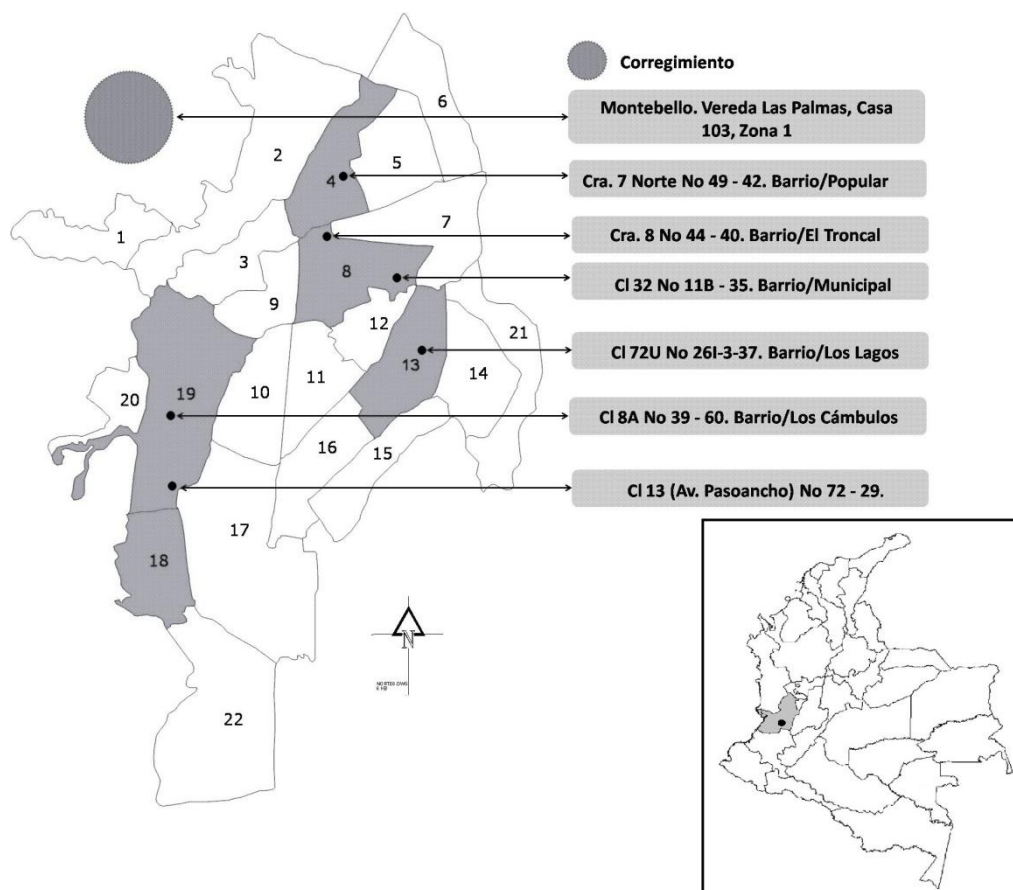 Corregimiento
Montebello. Vereda Las Palmas, Casa
103, Zona 1
Cra. 7 Norte No 49 - 42. Barrio/Popular
Cra. 8 No 44 - 40. Barrio/El Troncal
Cl 32 No 11B - 35. Barrio/Municipal
Cl 72U No 26I-3-37. Barrio/Los Lagos
Cl 8A No 39 - 60. Barrio/Los Cámbulos
Cl 13 (Av. Pasoancho) No 72 - 29.
6
2
5
4
7
1
3
8
9
12
21
13
14
11
10
19
20
16
15
17
18
22
N